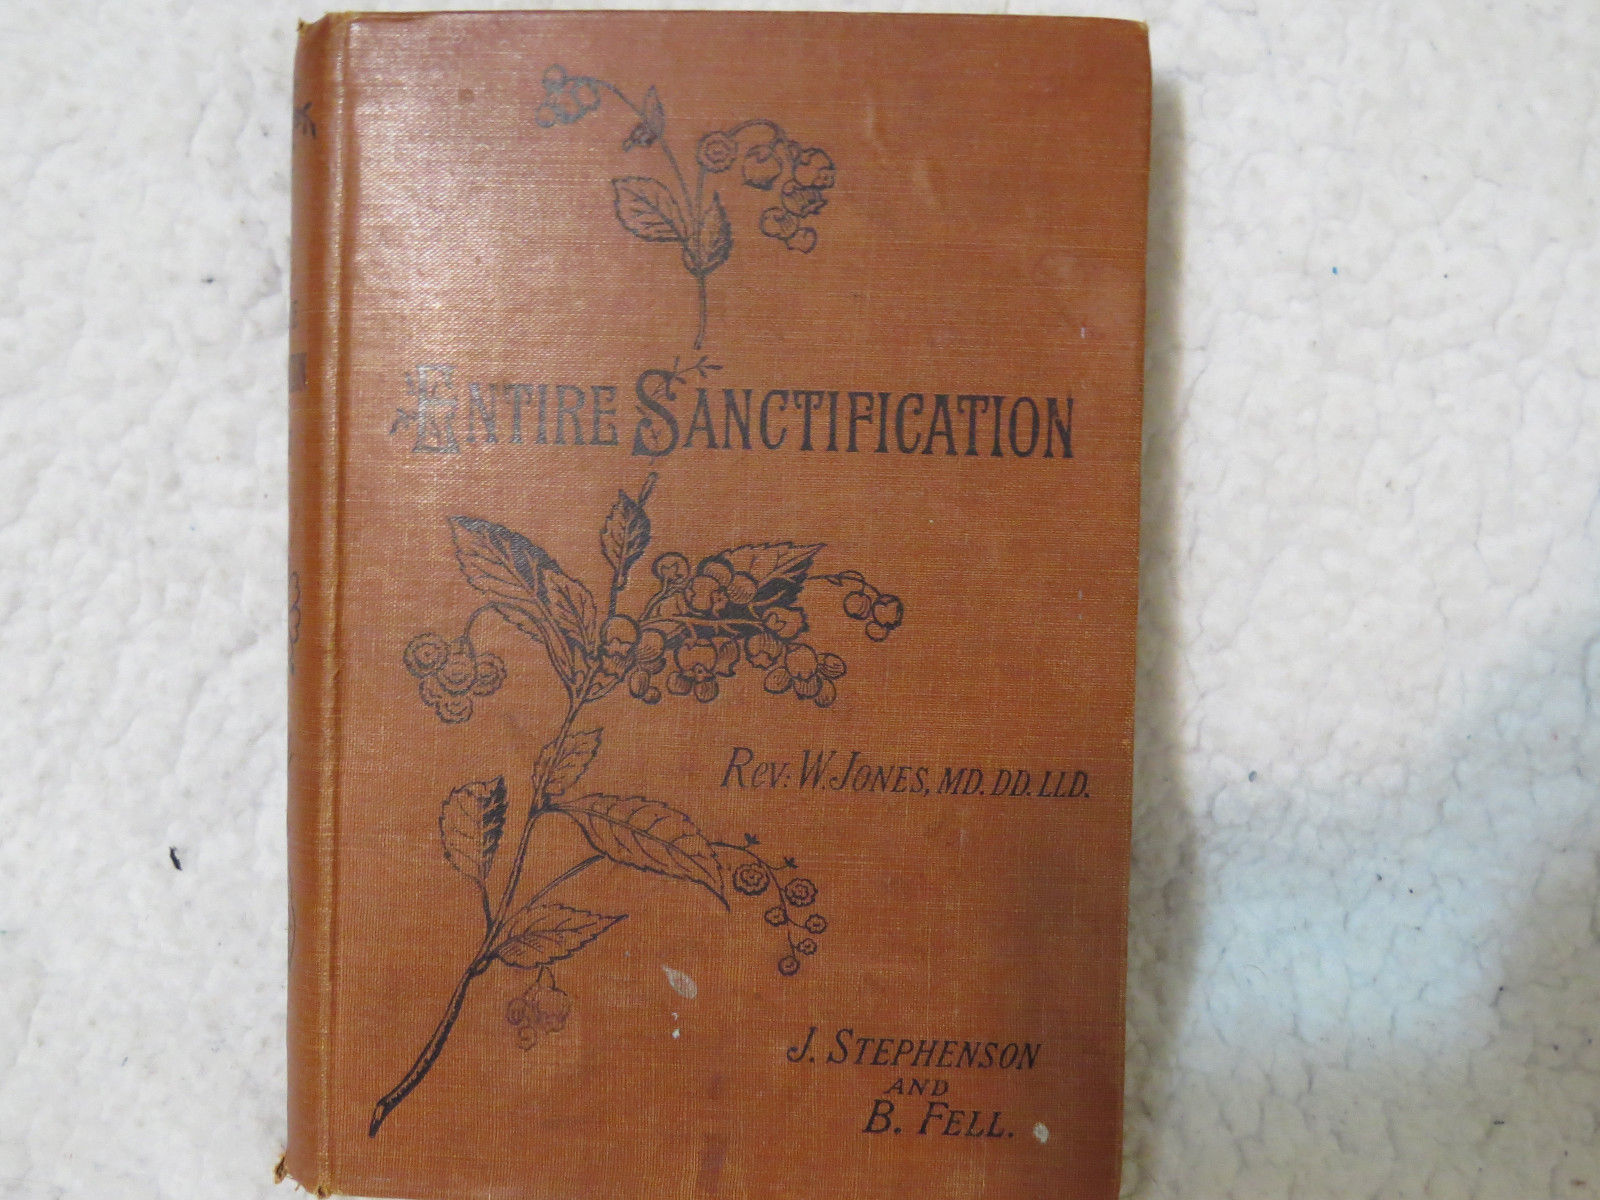 ENTIRE SANCTIFICATION
REV: W. JONES, MD. DD. LLD.
J. STEPHENSON
AND
B. FELL.